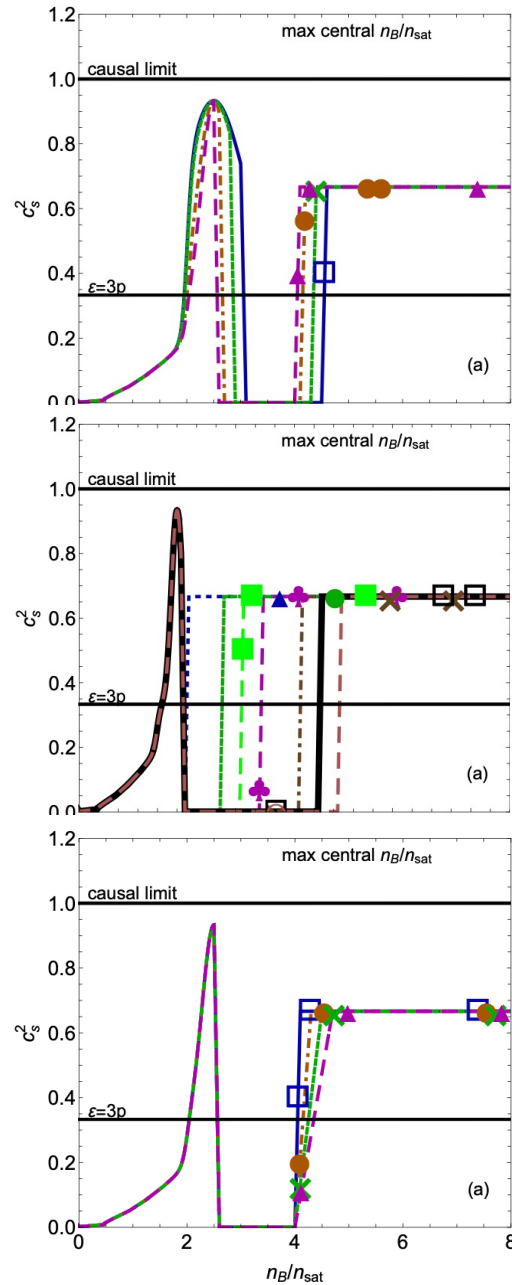 max central n_B/n_sat
1.2
causal limit
1.0
0.8
c_s^2
0.6
0.4
ε=3p
0.2
(a)
0.0
1.2
max central n_B/n_sat
causal limit
1.0
0.8
c_s^2
0.6
0.4
ε=3p
0.2
(a)
0.0
1.2
max central n_B/n_sat
causal limit
1.0
0.8
c_s^2
0.6
0.4
ε=3p
0.2
(a)
0.0
0 2 4 6 8
n_B/n_sat